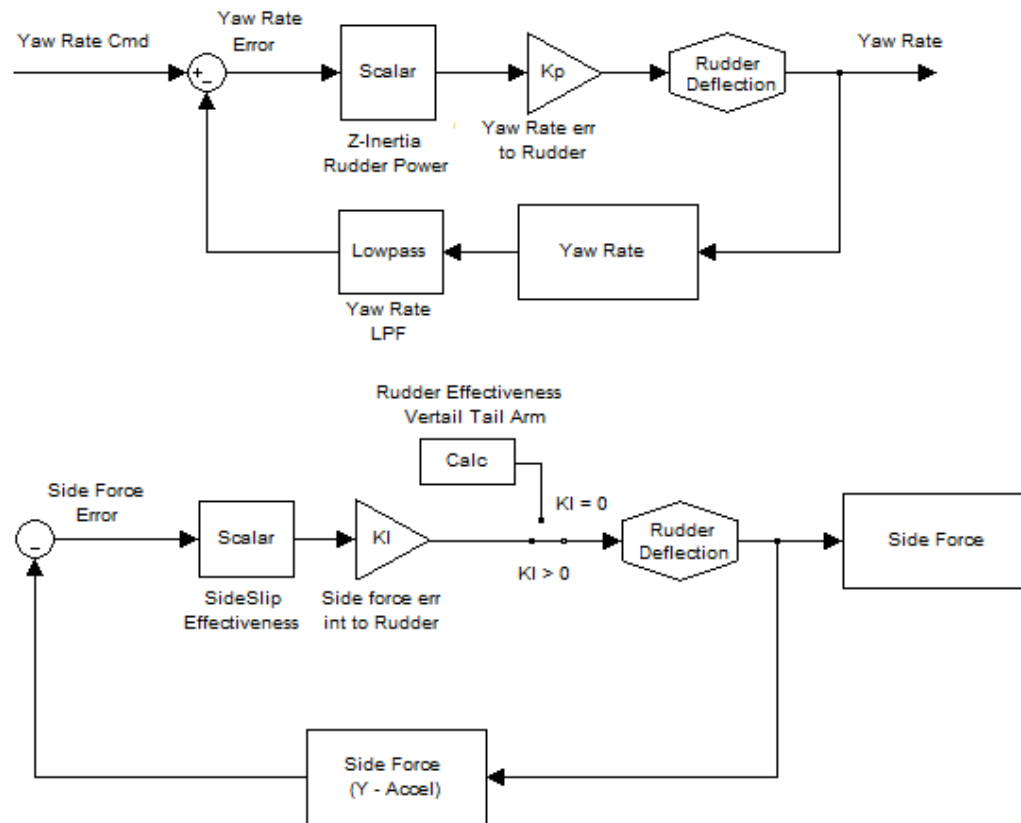 Yaw Rate Cmd
Yaw Rate
Error
+
-
Scalar
Z-Inertia
Rudder Power
Kp
Yaw Rate err
to Rudder
Rudder
Deflection
Yaw Rate
Lowpass
Yaw Rate
LPF
Yaw Rate
Rudder Effectiveness
Vertail Tail Arm
Calc
Side Force
Error
-
Scalar
SideSlip
Effectiveness
KI
Side force err
int to Rudder
KI = 0
KI > 0
Rudder
Deflection
Side Force
Side Force
(Y - Accel)